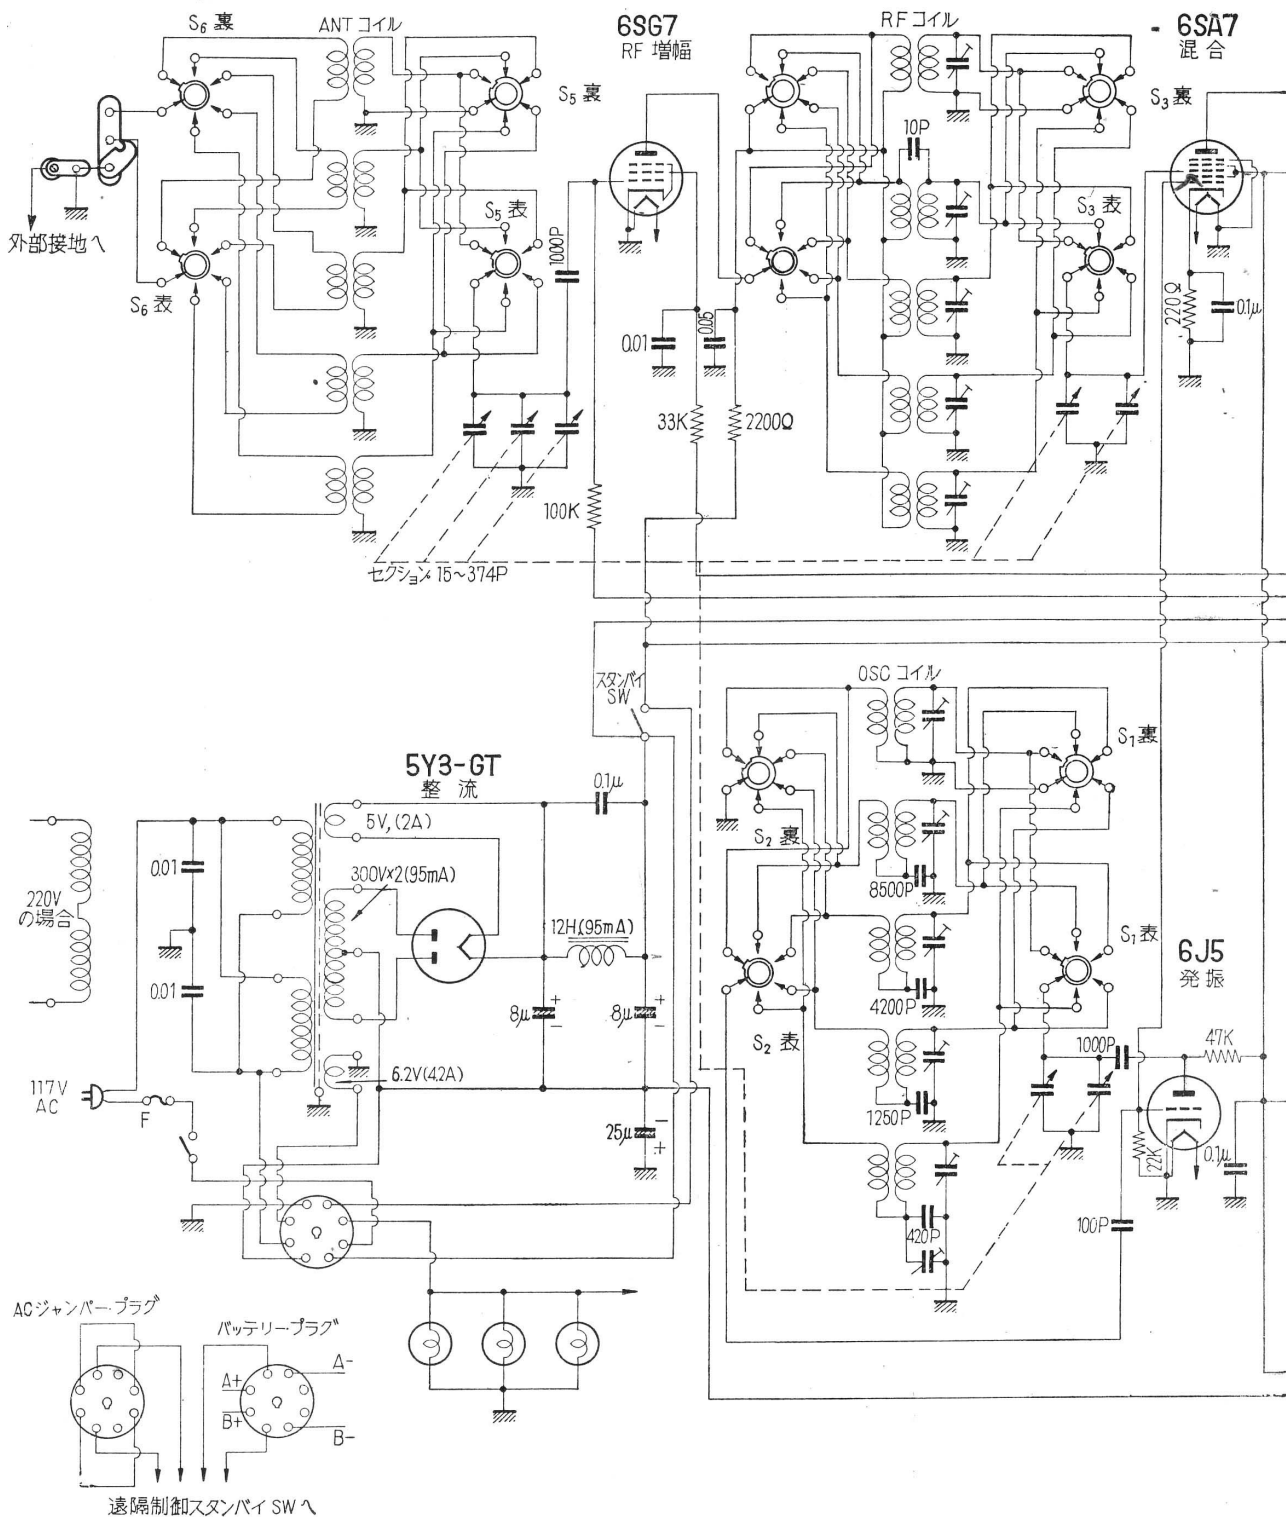 S6 裏
ANT コイル
6SG7
RF 増幅
RF コイル
6SA7
混合
S5 裏
S3 裏
10P
S5 表
S3 表
外部接地へ
S6 表
1000P
0.01
0.05
220Ω
0.1μ
33K
2200Ω
100K
セクション 15~374P
スタンバイ
SW
OSC コイル
S1 裏
5Y3-GT
整流
0.1μ
5V,(2A)
S2 裏
0.01
300V×2(95mA)
8500P
220V
の場合
12H,(95mA)
S1 表
6J5
発振
0.01
8μ
+
−
8μ
+
−
4200P
S2 表
1000P
47K
6.2V(4.2A)
117V
AC
F
1250P
25μ
−
+
22K
0.1μ
420P
100P
ACジャンパー・プラグ
バッテリー・プラグ
A−
A+
B+
B−
遠隔制御スタンバイ SW へ